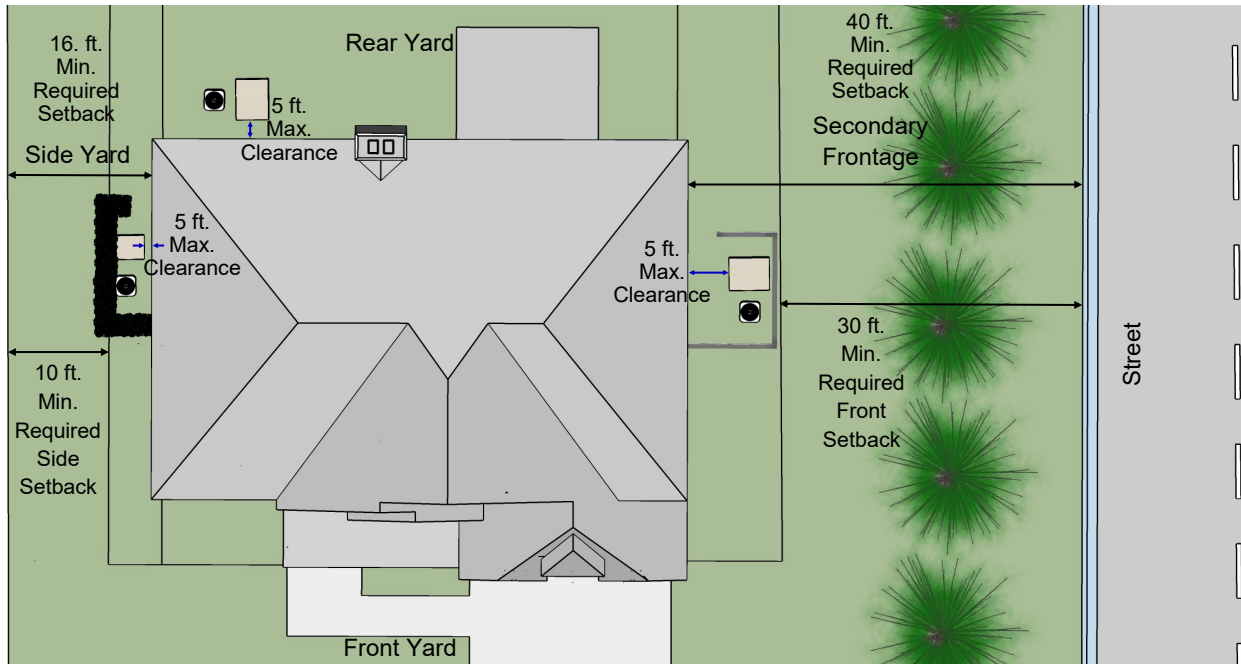 16. ft.
Min.
Required
Setback
Side Yard
Rear Yard
5 ft.
Max.
Clearance
40 ft.
Min.
Required
Setback
Secondary
Frontage
5 ft.
Max.
Clearance
5 ft.
Max.
Clearance
10 ft.
Min.
Required
Side
Setback
30 ft.
Min.
Required
Front
Setback
Street
Front Yard